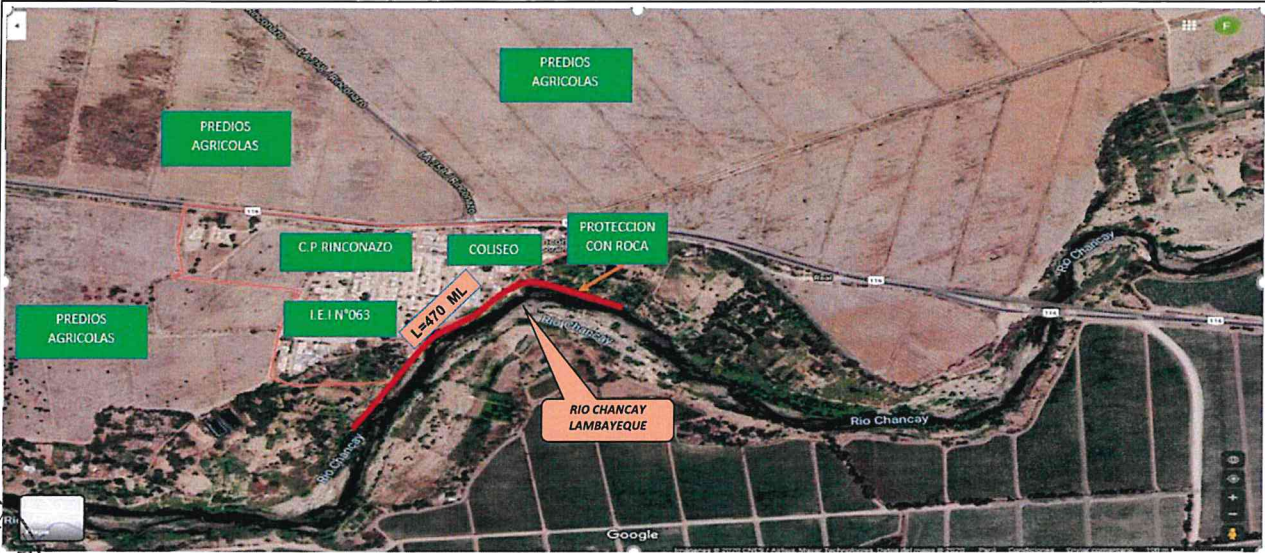 PREDIOS
AGRICOLAS
F
PREDIOS
AGRICOLAS
C.P RINCONAZO
COLISEO
PROTECCION
CON ROCA
I.E.I N°063
L=470 ML
PREDIOS
AGRICOLAS
Rio Chancay
Rio Chancay
RIO CHANCAY
LAMBAYEQUE
Rio Chancay
Rio Chancay
116
116
Google